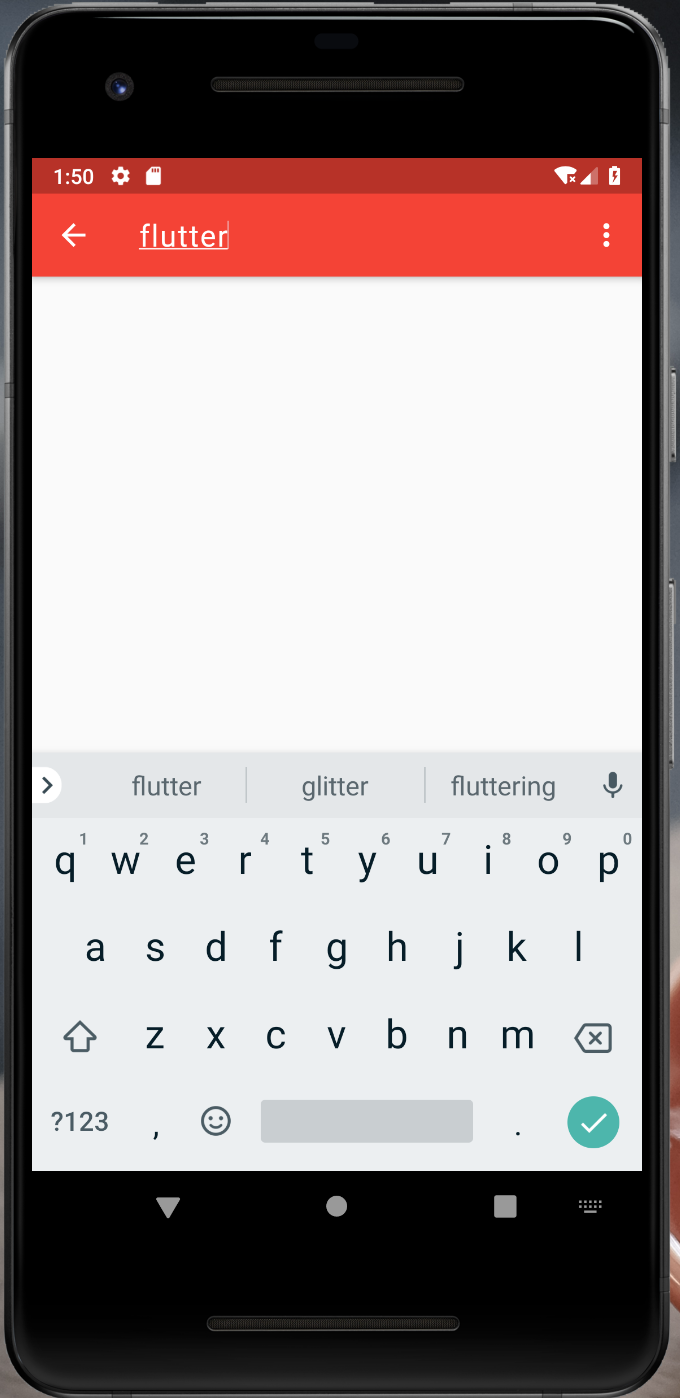 1:50
flutter
flutter glitter fluttering
1 2 3 4 5 6 7 8 9 0
q w e r t y u i o p
a s d f g h j k l
z x c v b n m
?123 , .